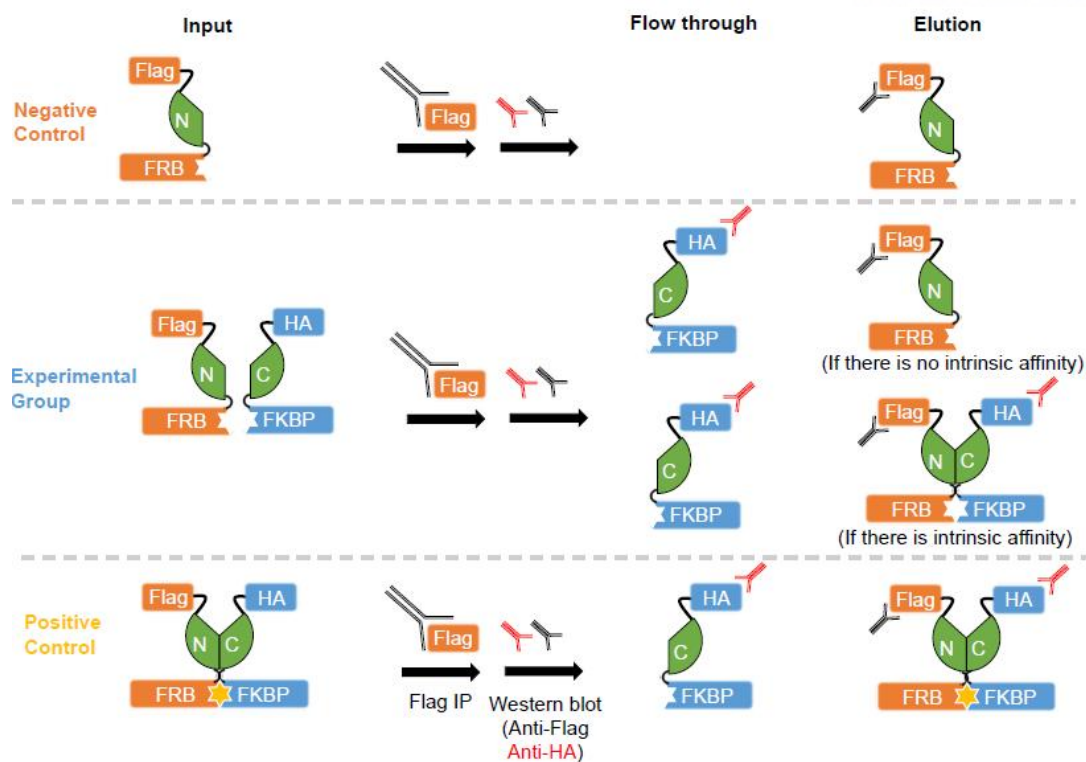 Input
Flow through
Elution
Negative
Control
Flag
N
FRB
Flag
Flag
N
FRB
Experimental
Group
Flag
HA
N
C
FRB
FKBP
Flag
HA
C
FKBP
Flag
N
FRB
(If there is no intrinsic affinity)
HA
C
FKBP
Flag
HA
N
C
FRB
FKBP
(If there is intrinsic affinity)
Positive
Control
Flag
HA
N
C
FRB
FKBP
Flag
Flag IP
Western blot
(Anti-Flag
Anti-HA)
HA
C
FKBP
Flag
HA
N
C
FRB
FKBP